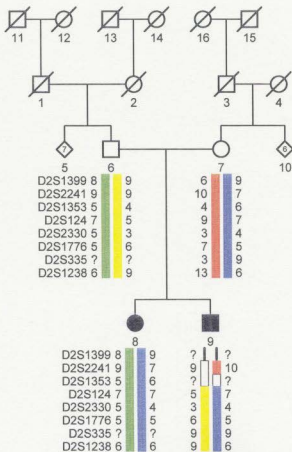 11 12 13 14 16 15
1 2 3 4
7 6
5 6 7 10
D2S1399 8 9 6 9
D2S2241 9 9 10 7
D2S1353 5 4 4 6
D2S124 7 5 9 7
D2S2330 5 3 3 4
D2S1776 5 6 7 5
D2S335 ? ? 3 9
D2S1238 6 9 13 6
8 9
D2S1399 8 9 ? ?
D2S2241 9 7 9 10
D2S1353 5 6 ? ?
D2S124 7 7 5 7
D2S2330 5 4 3 4
D2S1776 5 5 6 5
D2S335 ? 9 9 9
D2S1238 6 6 9 6